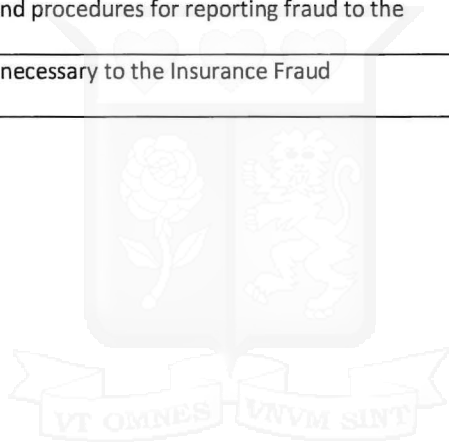 nd procedures for reporting fraud to the
necessary to the Insurance Fraud
VT OMNES VNVM SINT